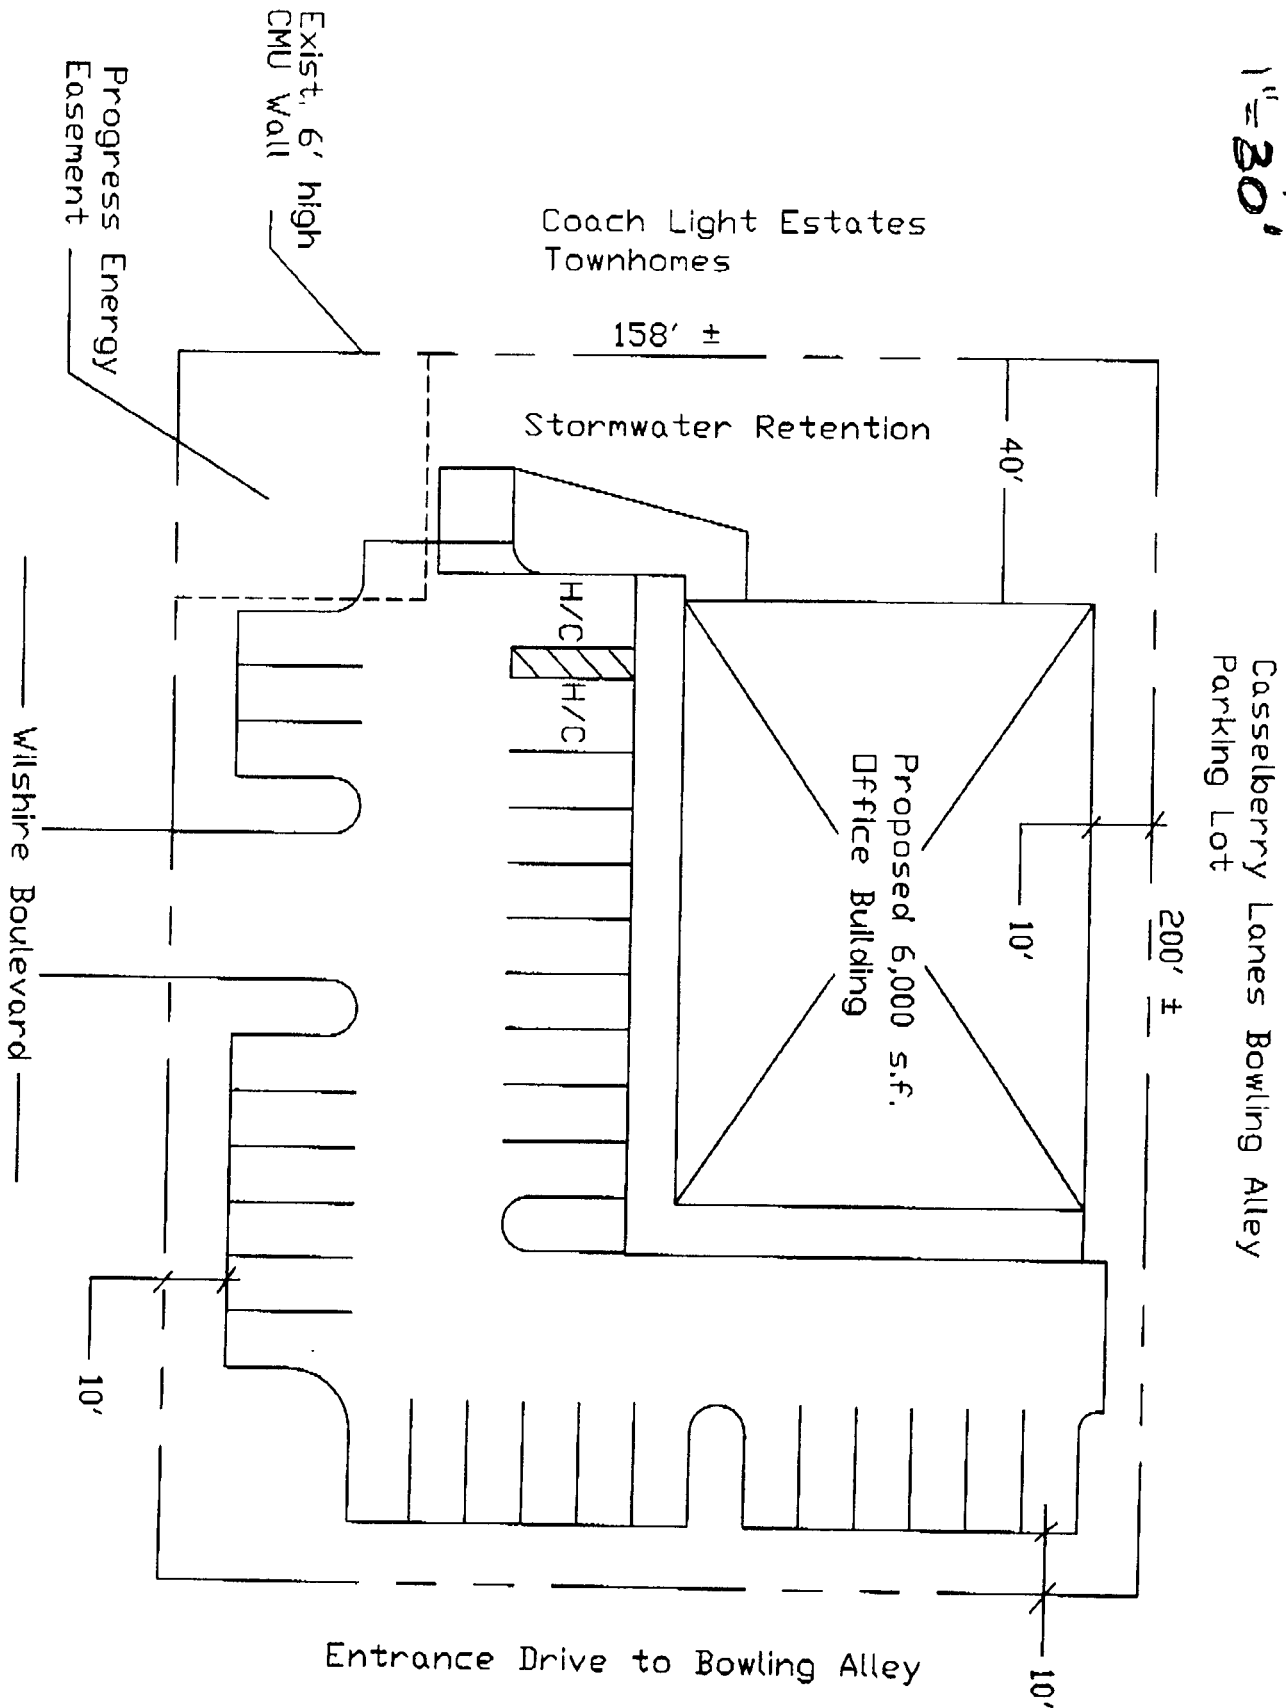 1"=30'
Exist. 6' high
CMU Wall
Progress Energy
Easement
Coach Light Estates
Townhomes
158' ±
Stormwater Retention
40'
Casselberry Lanes Bowling Alley
Parking Lot
200' ±
10'
H/C
H/C
Proposed 6,000 s.f.
Office Building
Wilshire Boulevard
10'
10'
Entrance Drive to Bowling Alley